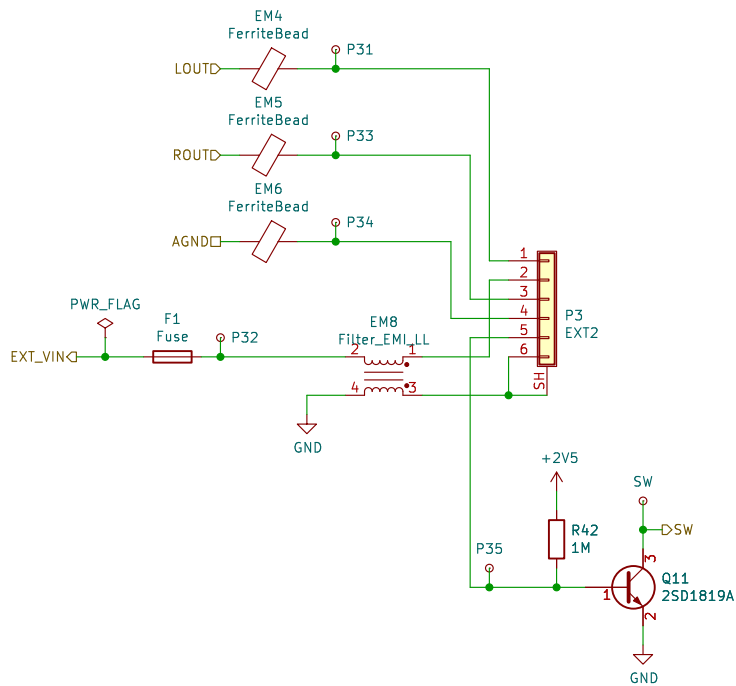 EM4
FerriteBead
P31
LOUT
EM5
FerriteBead
P33
ROUT
EM6
FerriteBead
P34
AGND
1
2
3
4
5
6
SH
P3
EXT2
PWR_FLAG
F1
Fuse
P32
EXT_VIN
EM8
Filter_EMI_LL
2
1
4
3
GND
+2V5
SW
SW
R42
1M
P35
3
Q11
2SD1819A
1
2
GND